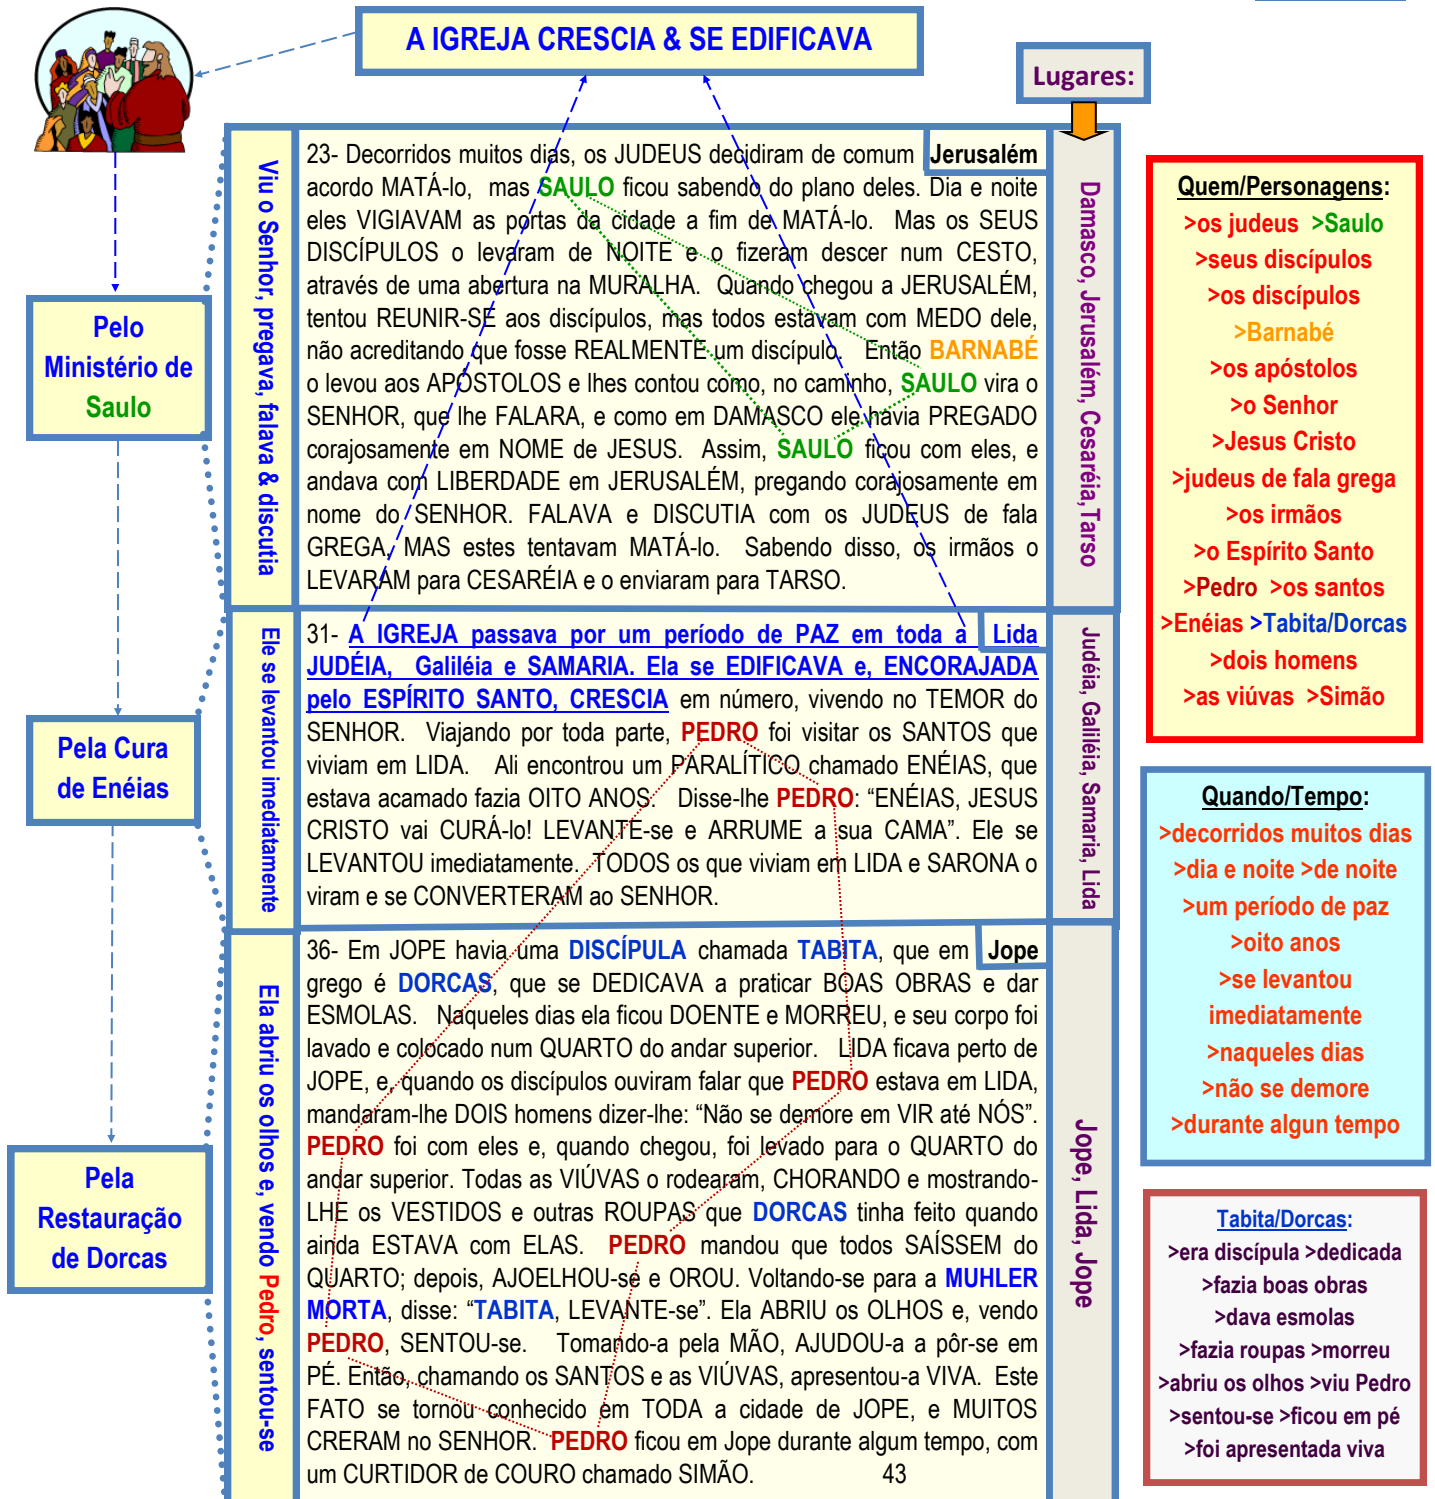 A IGREJA CRESCIA & SE EDIFICAVA
Lugares:
Pelo
Ministério de
Saulo
Pela Cura
de Enéias
Pela
Restauração
de Dorcas
Viu o Senhor, pregava, falava & discutia
23- Decorridos muitos dias, os JUDEUS decidiram de comum Jerusalém
acordo MATÁ-lo, mas SAULO ficou sabendo do plano deles. Dia e noite
eles VIGIAVAM as portas da cidade a fim de MATÁ-lo. Mas os SEUS
DISCÍPULOS o levaram de NOITE e o fizeram descer num CESTO,
através de uma abertura na MURALHA. Quando chegou a JERUSALÉM,
tentou REUNIR-SE aos discípulos, mas todos estavam com MEDO dele,
não acreditando que fosse REALMENTE um discípulo. Então BARNABÉ
o levou aos APÓSTOLOS e lhes contou como, no caminho, SAULO vira o
SENHOR, que lhe FALARA, e como em DAMASCO ele havia PREGADO
corajosamente em NOME de JESUS. Assim, SAULO ficou com eles, e
andava com LIBERDADE em JERUSALÉM, pregando corajosamente em
nome do SENHOR. FALAVA e DISCUTIA com os JUDEUS de fala
GREGA, MAS estes tentavam MATÁ-lo. Sabendo disso, os irmãos o
LEVARAM para CESARÉIA e o enviaram para TARSO.
Damasco, Jerusalém, Cesaréia,Tarso
Ele se levantou imediatamente
31- A IGREJA passava por um período de PAZ em toda a Lida
JUDÉIA, Galiléia e SAMARIA. Ela se EDIFICAVA e, ENCORAJADA
pelo ESPÍRITO SANTO, CRESCIA em número, vivendo no TEMOR do
SENHOR. Viajando por toda parte, PEDRO foi visitar os SANTOS que
viviam em LIDA. Ali encontrou um PARALÍTICO chamado ENÉIAS, que
estava acamado fazia OITO ANOS. Disse-lhe PEDRO: “ENÉIAS, JESUS
CRISTO vai CURÁ-lo! LEVANTE-se e ARRUME a sua CAMA”. Ele se
LEVANTOU imediatamente. TODOS os que viviam em LIDA e SARONA o
viram e se CONVERTERAM ao SENHOR.
Judéia, Galiléia, Samaria, Lida
Ela abriu os olhos e, vendo Pedro, sentou-se
36- Em JOPE havia uma DISCÍPULA chamada TABITA, que em Jope
grego é DORCAS, que se DEDICAVA a praticar BOAS OBRAS e dar
ESMOLAS. Naqueles dias ela ficou DOENTE e MORREU, e seu corpo foi
lavado e colocado num QUARTO do andar superior. LIDA ficava perto de
JOPE, e, quando os discípulos ouviram falar que PEDRO estava em LIDA,
mandaram-lhe DOIS homens dizer-lhe: “Não se demore em VIR até NÓS”.
PEDRO foi com eles e, quando chegou, foi levado para o QUARTO do
andar superior. Todas as VIÚVAS o rodearam, CHORANDO e mostrando-
LHE os VESTIDOS e outras ROUPAS que DORCAS tinha feito quando
ainda ESTAVA com ELAS. PEDRO mandou que todos SAÍSSEM do
QUARTO; depois, AJOELHOU-se e OROU. Voltando-se para a MUHLER
MORTA, disse: “TABITA, LEVANTE-se”. Ela ABRIU os OLHOS e, vendo
PEDRO, SENTOU-se. Tomando-a pela MÃO, AJUDOU-a a pôr-se em
PÉ. Então, chamando os SANTOS e as VIÚVAS, apresentou-a VIVA. Este
FATO se tornou conhecido em TODA a cidade de JOPE, e MUITOS
CRERAM no SENHOR. PEDRO ficou em Jope durante algum tempo, com
um CURTIDOR de COURO chamado SIMÃO. 43
Jope, Lida, Jope
Quem/Personagens:
>os judeus >Saulo
>seus discípulos
>os discípulos
>Barnabé
>os apóstolos
>o Senhor
>Jesus Cristo
>judeus de fala grega
>os irmãos
>o Espírito Santo
>Pedro >os santos
>Enéias >Tabita/Dorcas
>dois homens
>as viúvas >Simão
Quando/Tempo:
>decorridos muitos dias
>dia e noite >de noite
>um período de paz
>oito anos
>se levantou
imediatamente
>naqueles dias
>não se demore
>durante algun tempo
Tabita/Dorcas:
>era discípula >dedicada
>fazia boas obras
>dava esmolas
>fazia roupas >morreu
>abriu os olhos >viu Pedro
>sentou-se >ficou em pé
>foi apresentada viva